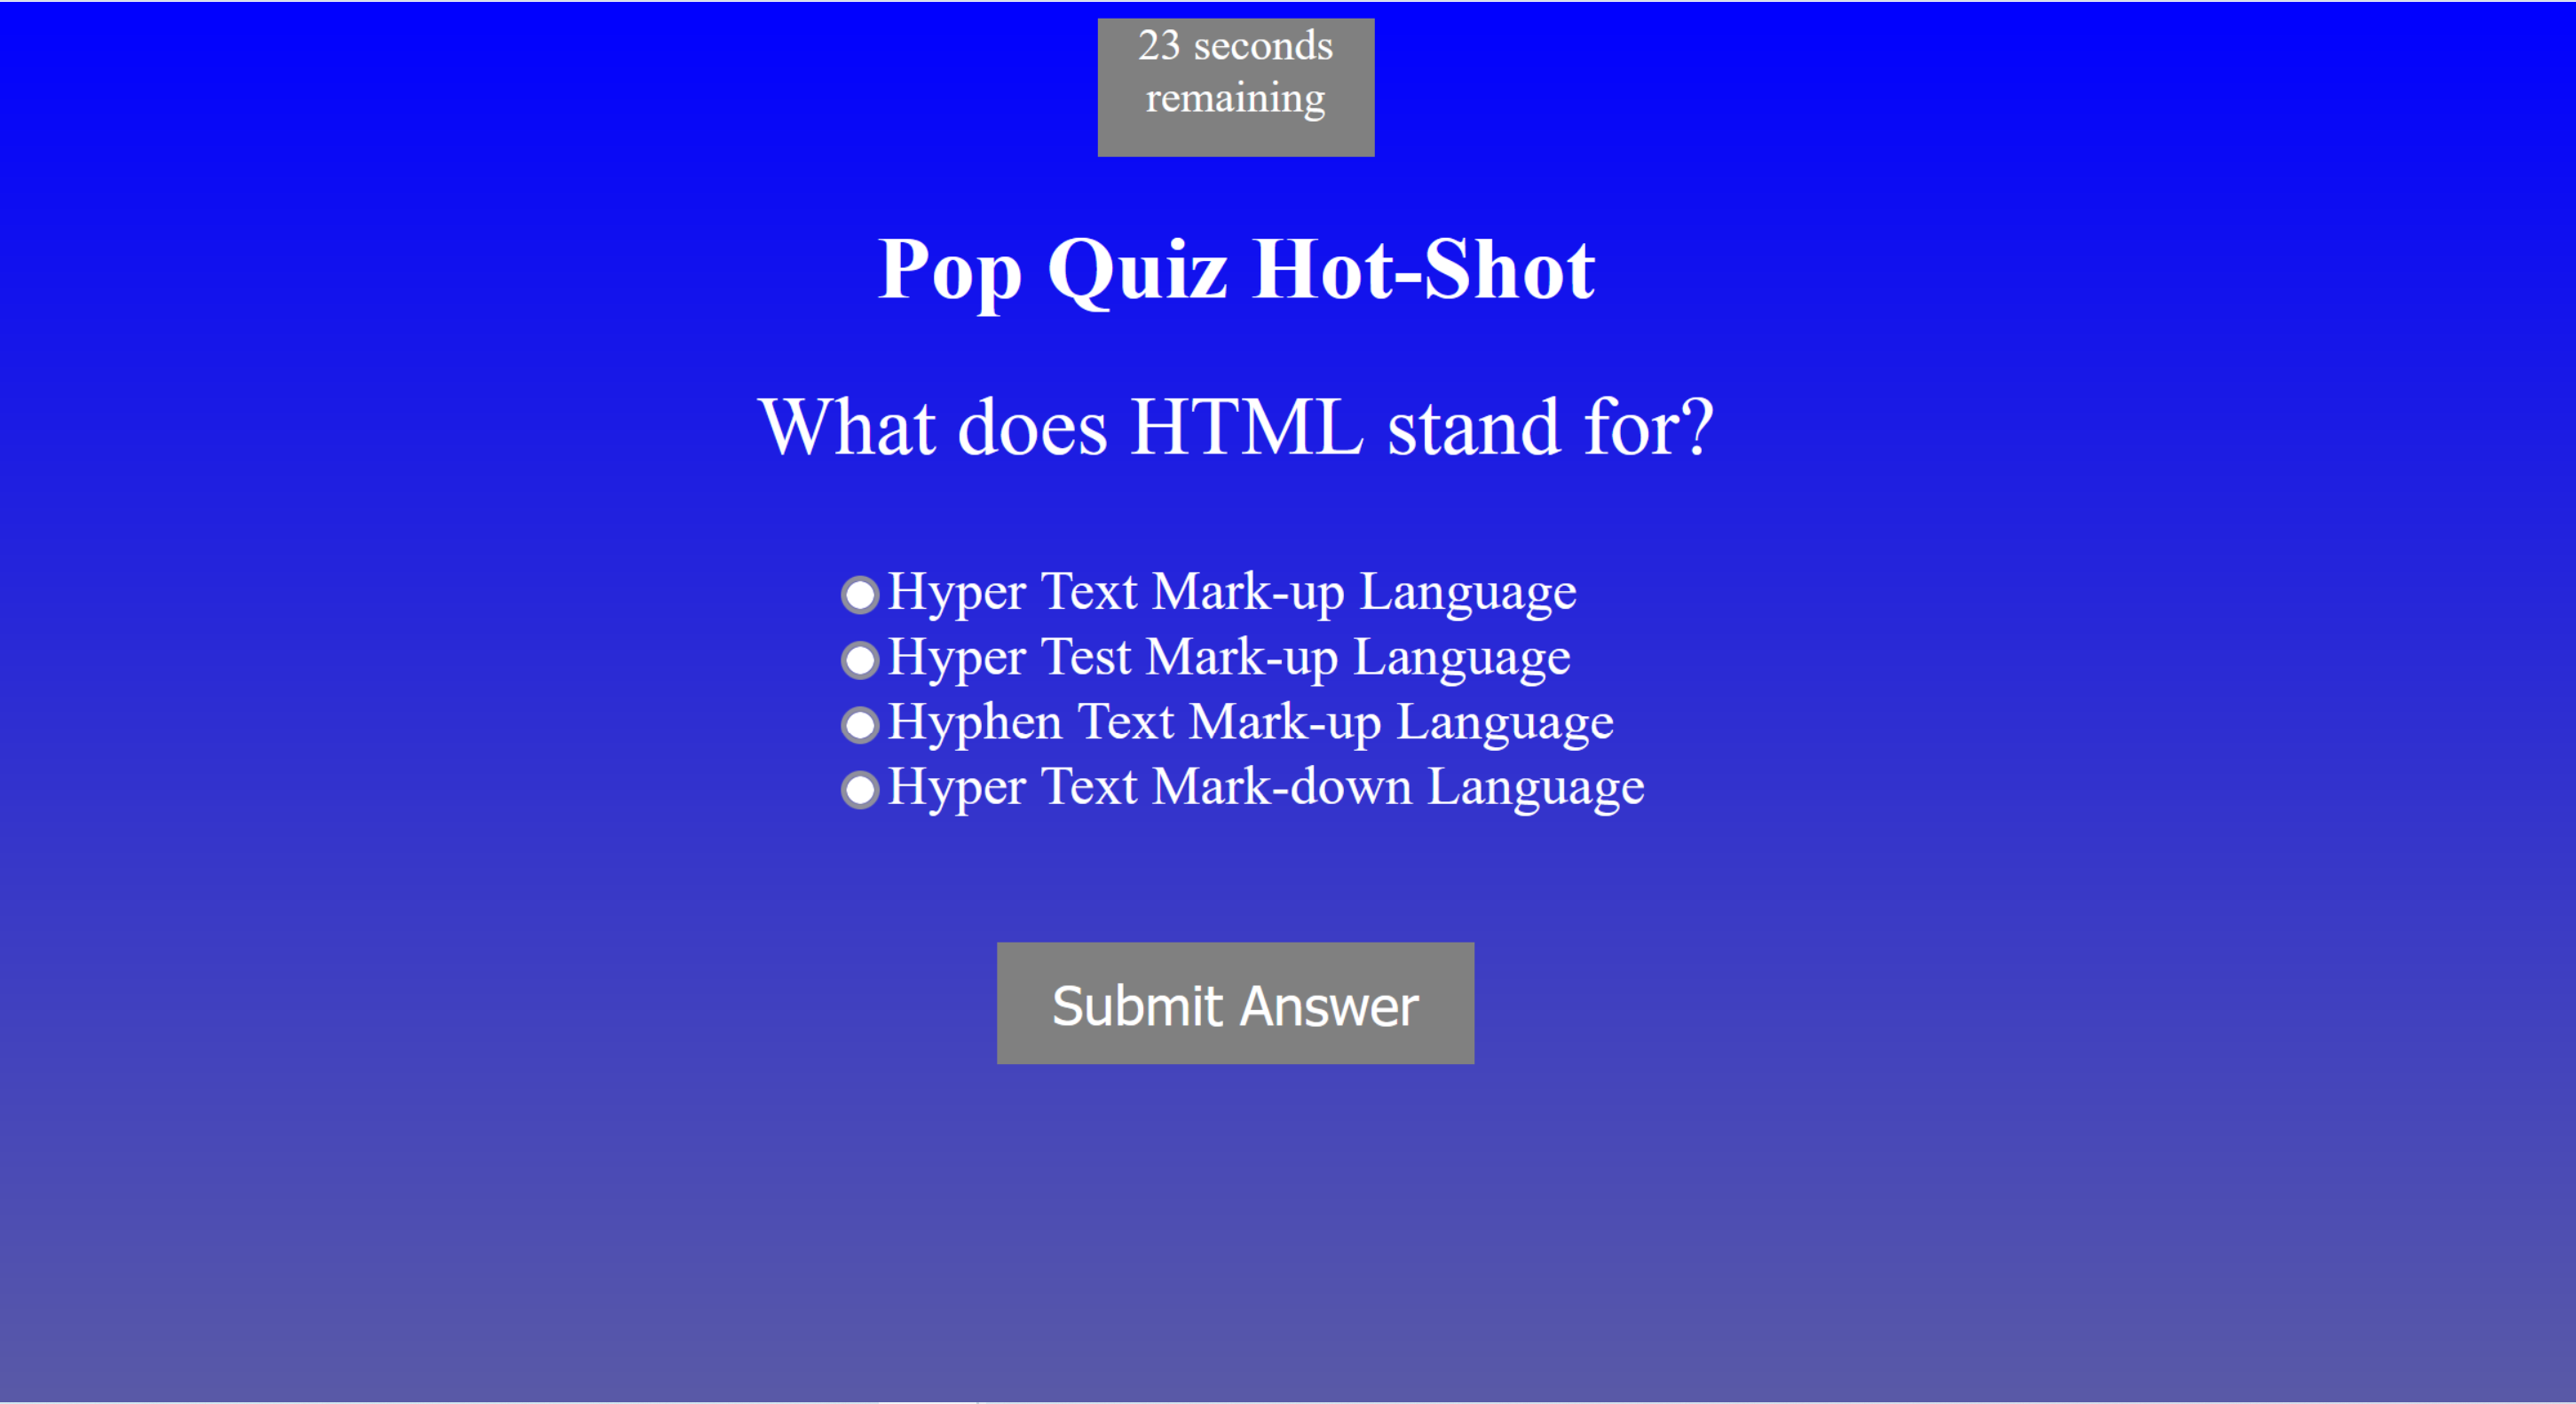 23 seconds
remaining
Pop Quiz Hot-Shot
What does HTML stand for?
Hyper Text Mark-up Language
Hyper Test Mark-up Language
Hyphen Text Mark-up Language
Hyper Text Mark-down Language
Submit Answer